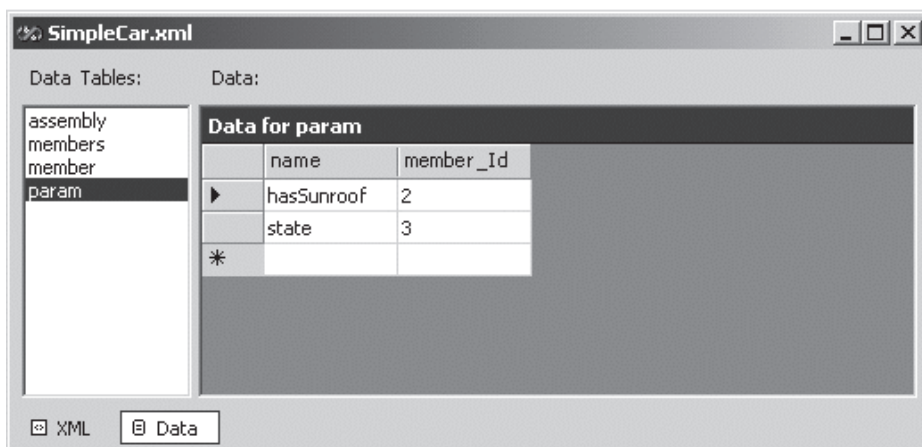 SimpleCar.xml
Data Tables: Data:
assembly
members
member
param
Data for param
name member_Id
hasSunroof 2
state 3
XML Data